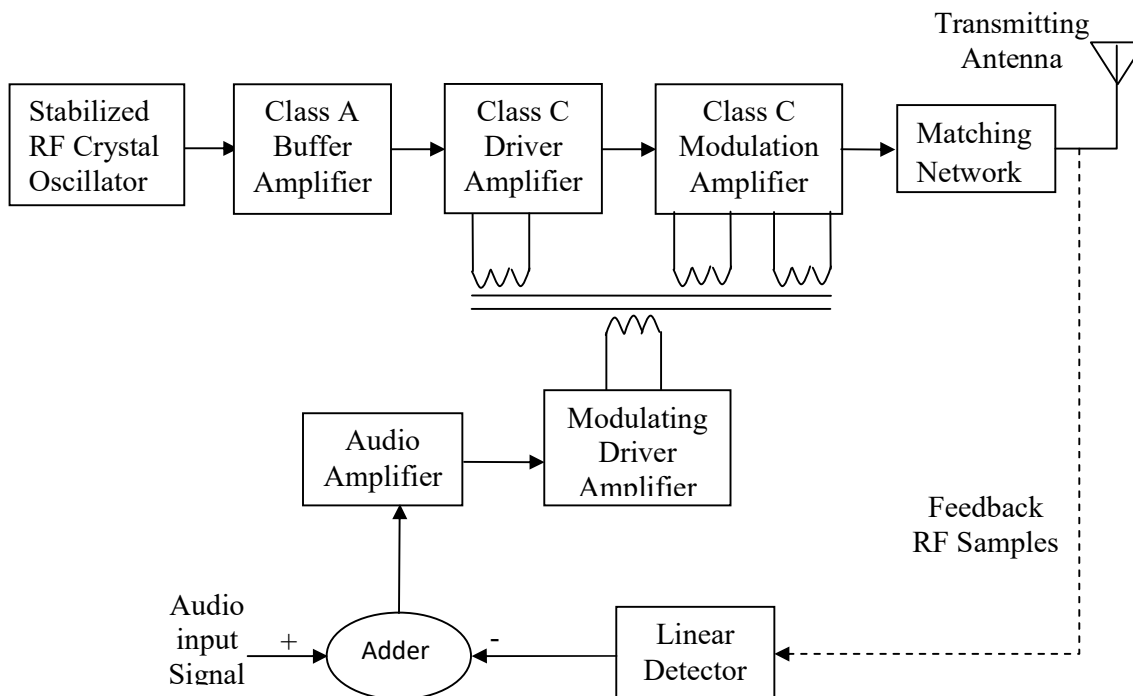 Transmitting
Antenna
Stabilized
RF Crystal
Oscillator
Class A
Buffer
Amplifier
Class C
Driver
Amplifier
Class C
Modulation
Amplifier
Matching
Network
Audio
Amplifier
Modulating
Driver
Amplifier
Feedback
RF Samples
Audio
input
Signal
+
Adder
-
Linear
Detector